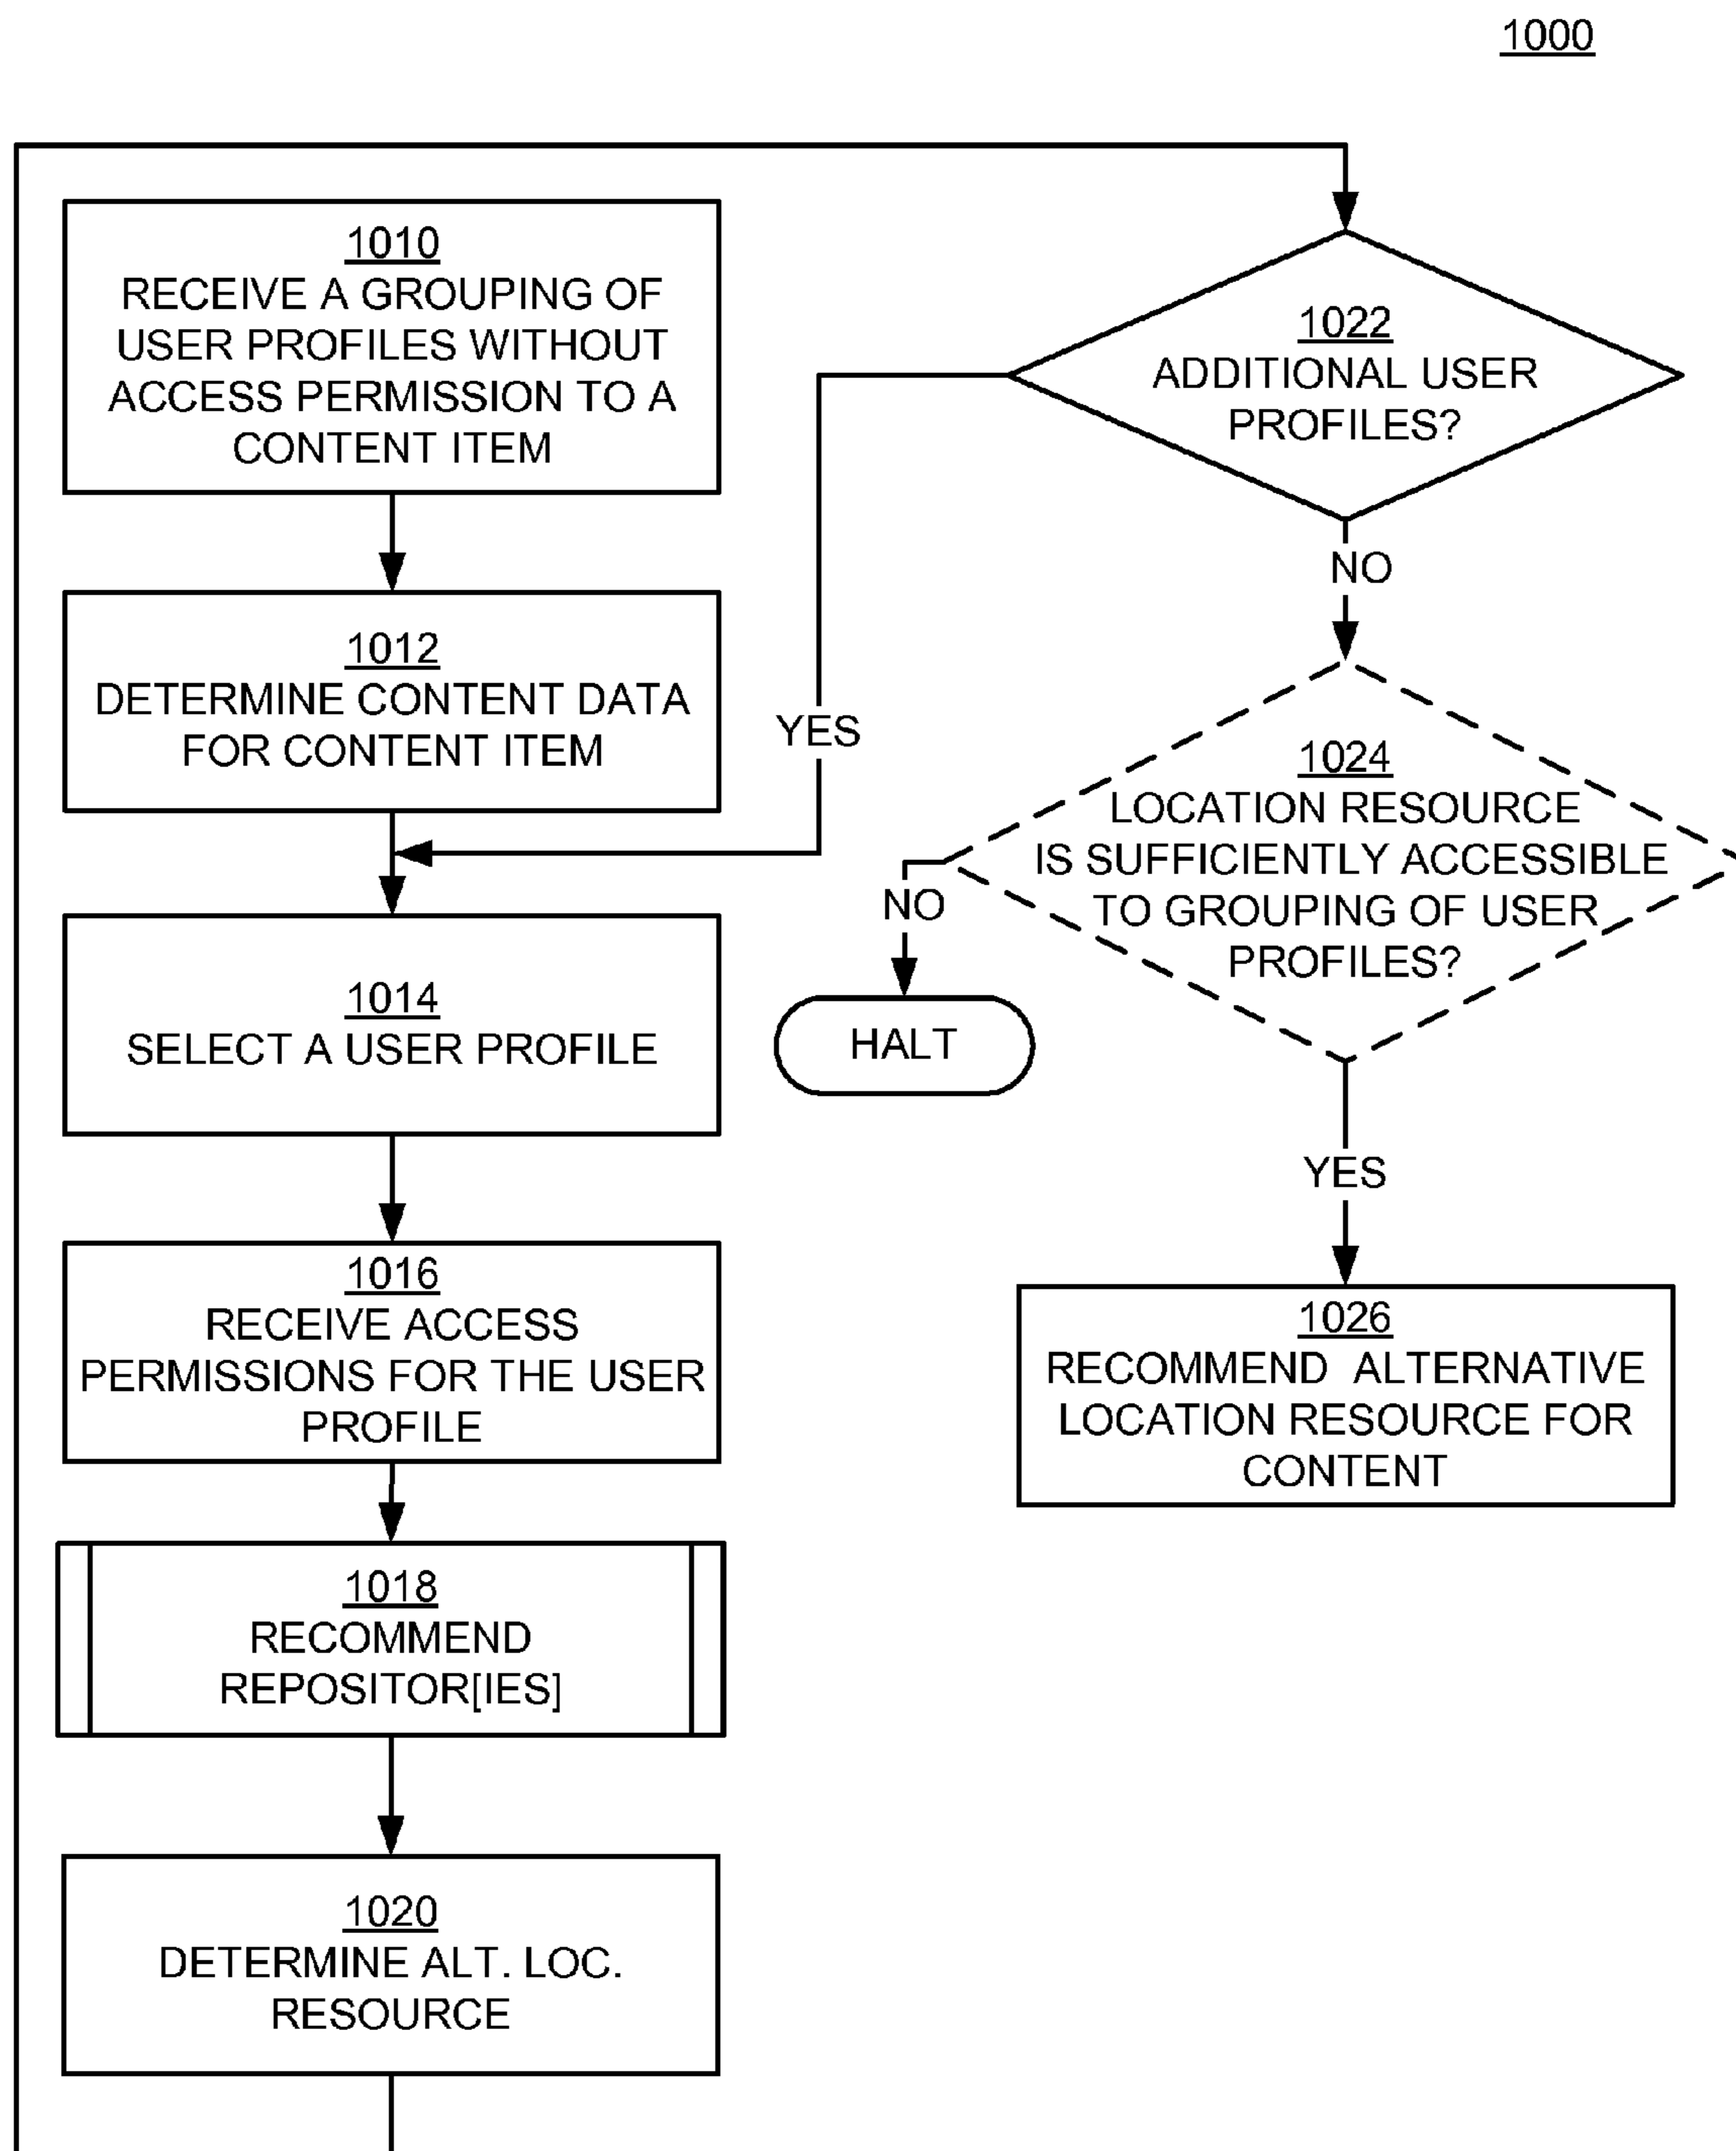 1000
1010
RECEIVE A GROUPING OF
USER PROFILES WITHOUT
ACCESS PERMISSION TO A
CONTENT ITEM
1012
DETERMINE CONTENT DATA
FOR CONTENT ITEM
1014
SELECT A USER PROFILE
1016
RECEIVE ACCESS
PERMISSIONS FOR THE USER
PROFILE
1018
RECOMMEND
REPOSITOR[IES]
1020
DETERMINE ALT. LOC.
RESOURCE
1022
ADDITIONAL USER
PROFILES?
YES
NO
1024
LOCATION RESOURCE
IS SUFFICIENTLY ACCESSIBLE
TO GROUPING OF USER
PROFILES?
NO
HALT
YES
1026
RECOMMEND ALTERNATIVE
LOCATION RESOURCE FOR
CONTENT